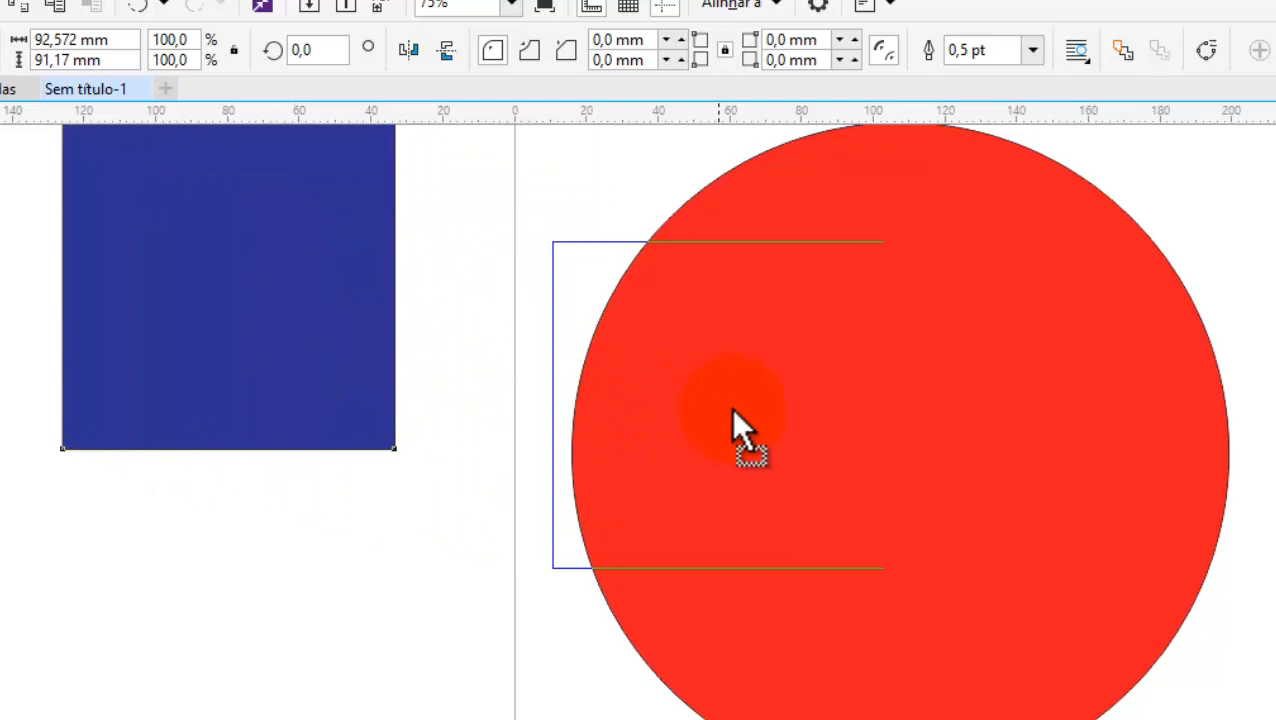 75%
Alinhar a
92,572 mm 100,0 % 0,0 0,0 mm 0,0 mm 0,5 pt
91,17 mm 100,0 % 0,0 mm 0,0 mm
las Sem título-1
140 120 100 80 60 40 20 0 20 40 60 80 100 120 140 160 180 200